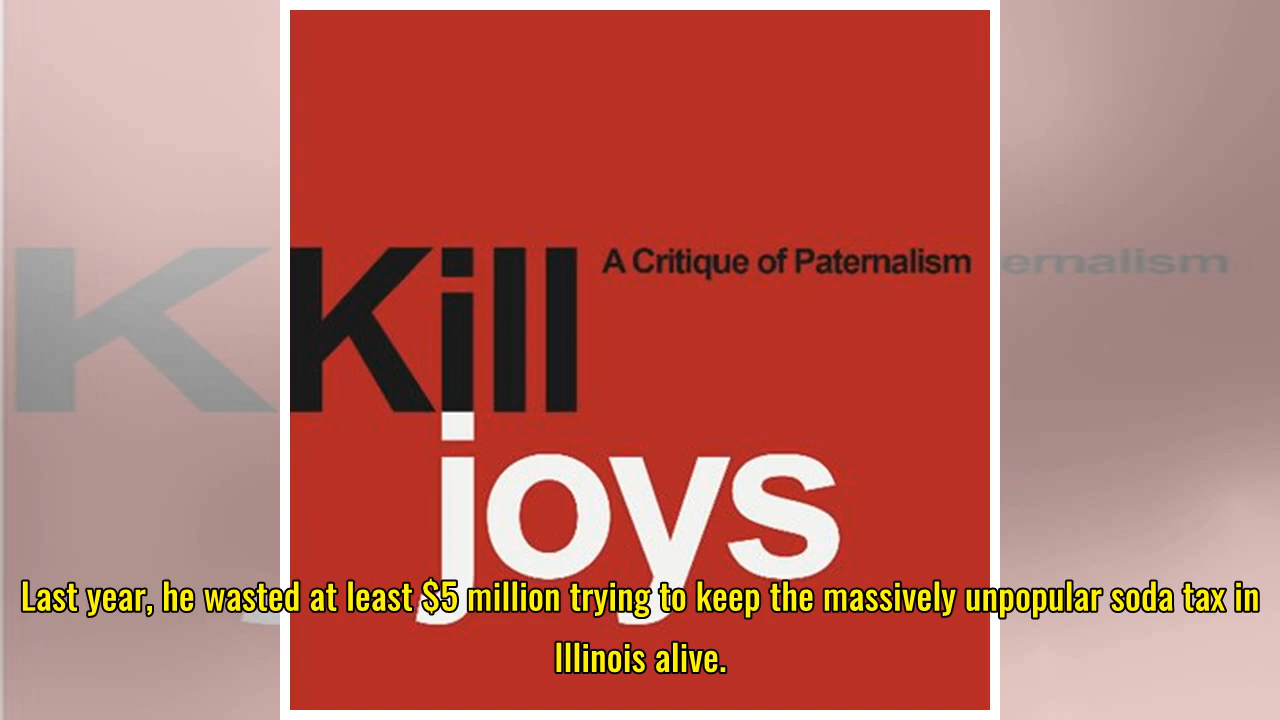 Kill
A Critique of Paternalism
joys
K
ernalism
Last year, he wasted at least $5 million trying to keep the massively unpopular soda tax in
Illinois alive.